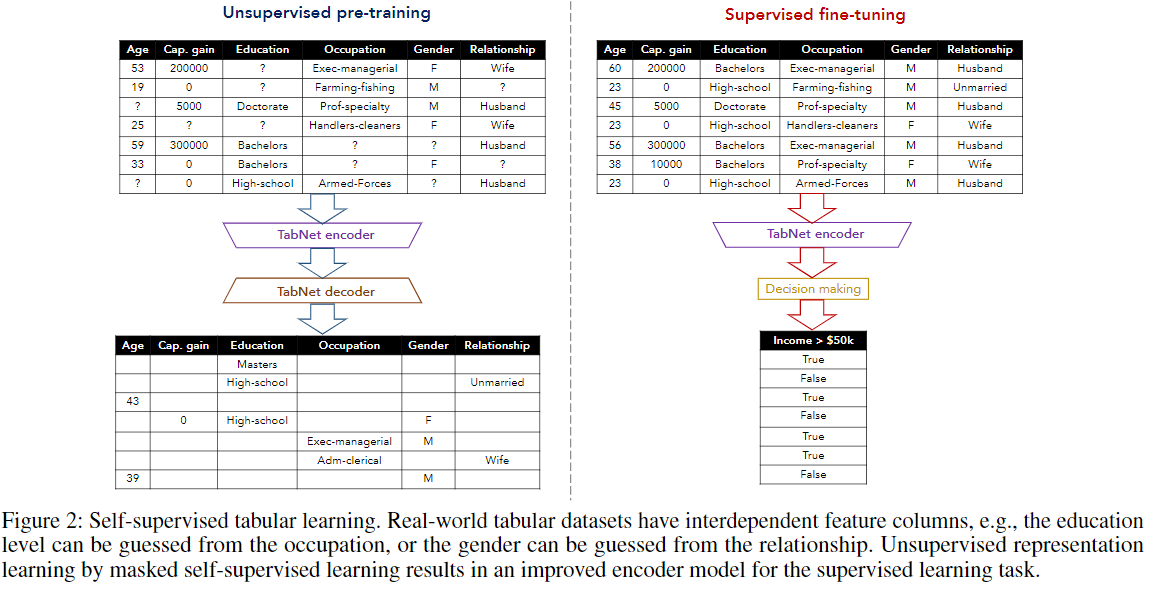 Unsupervised pre-training
Age Cap. gain Education Occupation Gender Relationship
53 200000 ? Exec-managerial F Wife
19 0 ? Farming-fishing M ?
? 5000 Doctorate Prof-specialty M Husband
25 ? ? Handlers-cleaners F Wife
59 300000 Bachelors ? ? Husband
33 0 Bachelors ? F ?
? 0 High-school Armed-Forces ? Husband
TabNet encoder
TabNet decoder
Age Cap. gain Education Occupation Gender Relationship
Masters
High-school Unmarried
43
0 High-school F
Exec-managerial M
Adm-clerical Wife
39 M
Supervised fine-tuning
Age Cap. gain Education Occupation Gender Relationship
60 200000 Bachelors Exec-managerial M Husband
23 0 High-school Farming-fishing M Unmarried
45 5000 Doctorate Prof-specialty M Husband
23 0 High-school Handlers-cleaners F Wife
56 300000 Bachelors Exec-managerial M Husband
38 10000 Bachelors Prof-specialty F Wife
23 0 High-school Armed-Forces M Husband
TabNet encoder
Decision making
Income > $50k
True
False
True
False
True
True
False
Figure 2: Self-supervised tabular learning. Real-world tabular datasets have interdependent feature columns, e.g., the education
level can be guessed from the occupation, or the gender can be guessed from the relationship. Unsupervised representation
learning by masked self-supervised learning results in an improved encoder model for the supervised learning task.